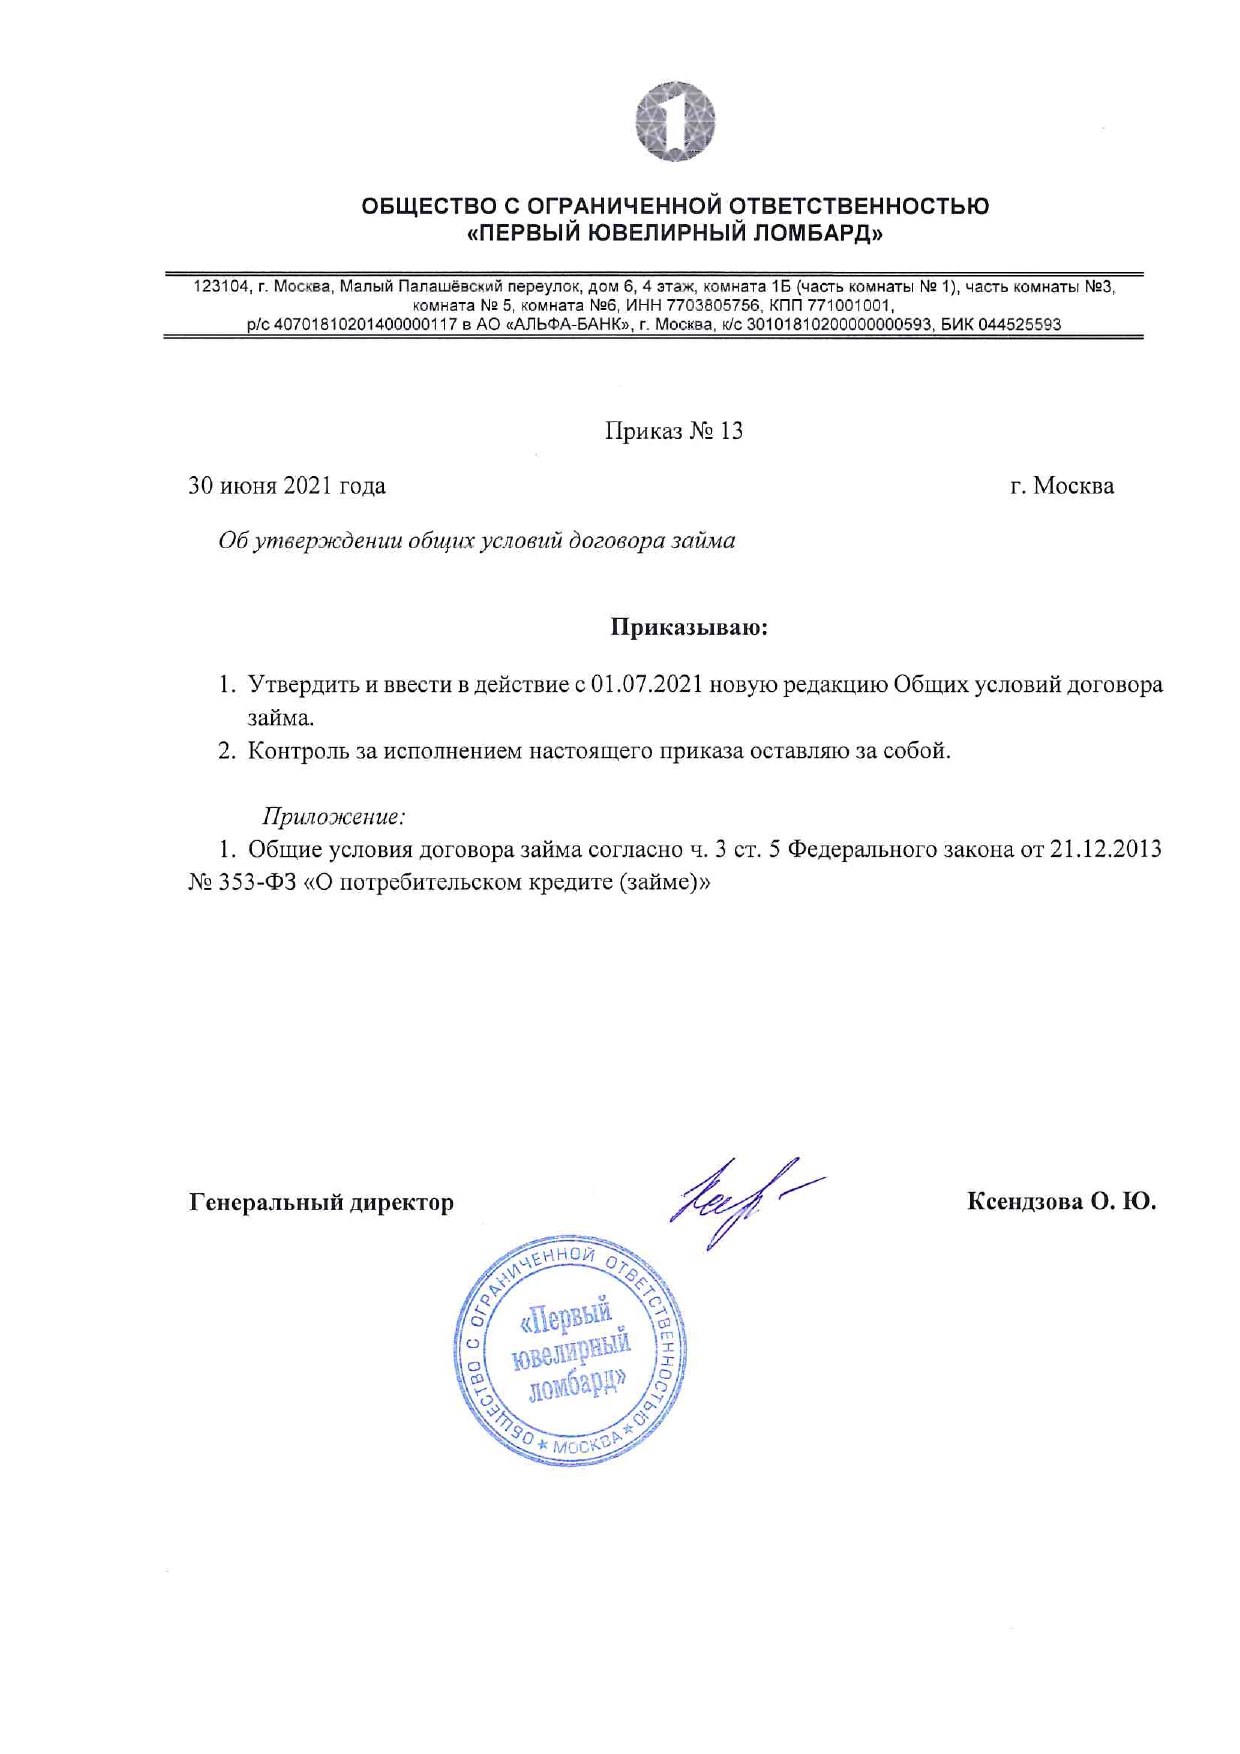 1
ОБЩЕСТВО С ОГРАНИЧЕННОЙ ОТВЕТСТВЕННОСТЬЮ
«ПЕРВЫЙ ЮВЕЛИРНЫЙ ЛОМБАРД»
123104, г. Москва, Малый Палашёвский переулок, дом 6, 4 этаж, комната 1Б (часть комнаты № 1), часть комнаты №3,
комната № 5, комната №6, ИНН 7703805756, КПП 771001001,
р/с 40701810201400000117 в АО «АЛЬФА-БАНК», г. Москва, к/с 30101810200000000593, БИК 044525593
Приказ № 13
30 июня 2021 года г. Москва
Об утверждении общих условий договора займа
Приказываю:
1. Утвердить и ввести в действие с 01.07.2021 новую редакцию Общих условий договора
займа.
2. Контроль за исполнением настоящего приказа оставляю за собой.
Приложение:
1. Общие условия договора займа согласно ч. 3 ст. 5 Федерального закона от 21.12.2013
№ 353-ФЗ «О потребительском кредите (займе)»
Генеральный директор Ксендзова О. Ю.
ОБЩЕСТВО С ОГРАНИЧЕННОЙ ОТВЕТСТВЕННОСТЬЮ
«Первый
ювелирный
ломбард»
★ МОСКВА ★